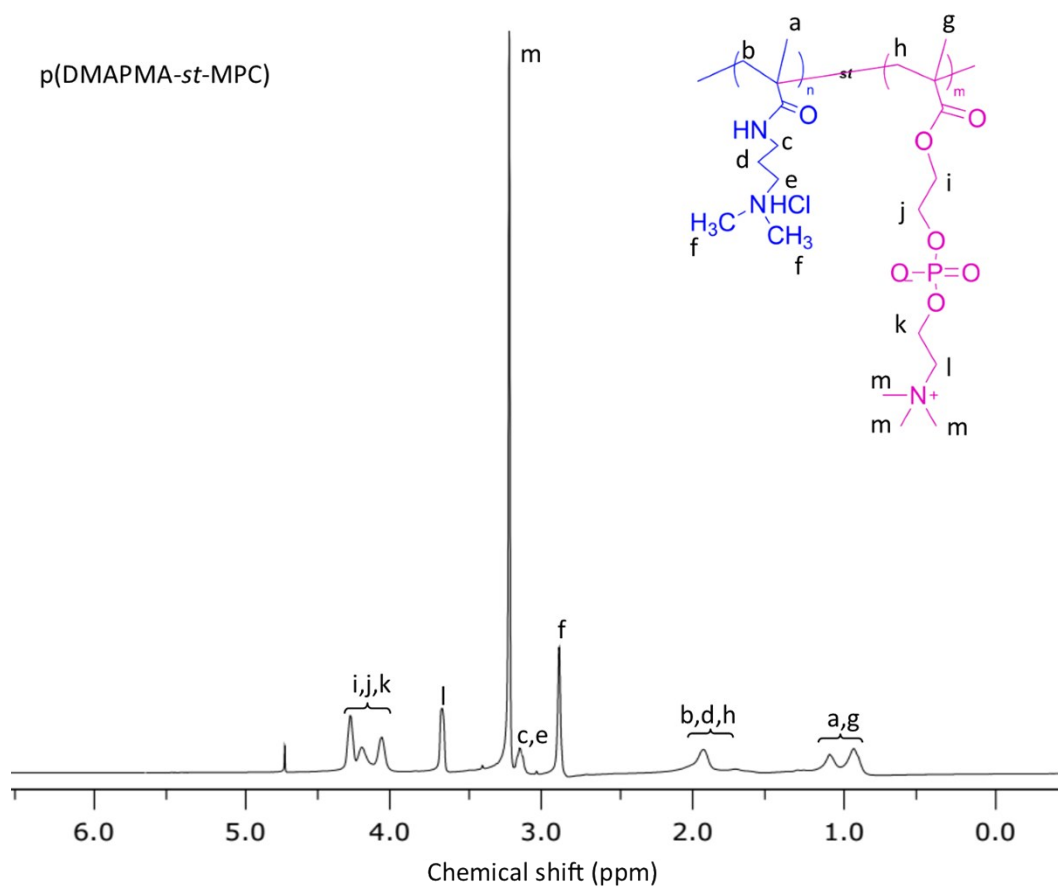 p(DMAPMA-st-MPC)
m
a
g
b
h
n
st
m
O
O
HN
c
O
d
e
i
NHCl
j
H3C
CH3
O
f
f
O-P=O
O
k
l
m
N+
m
m
f
i,j,k
l
c,e
b,d,h
a,g
6.0 5.0 4.0 3.0 2.0 1.0 0.0
Chemical shift (ppm)